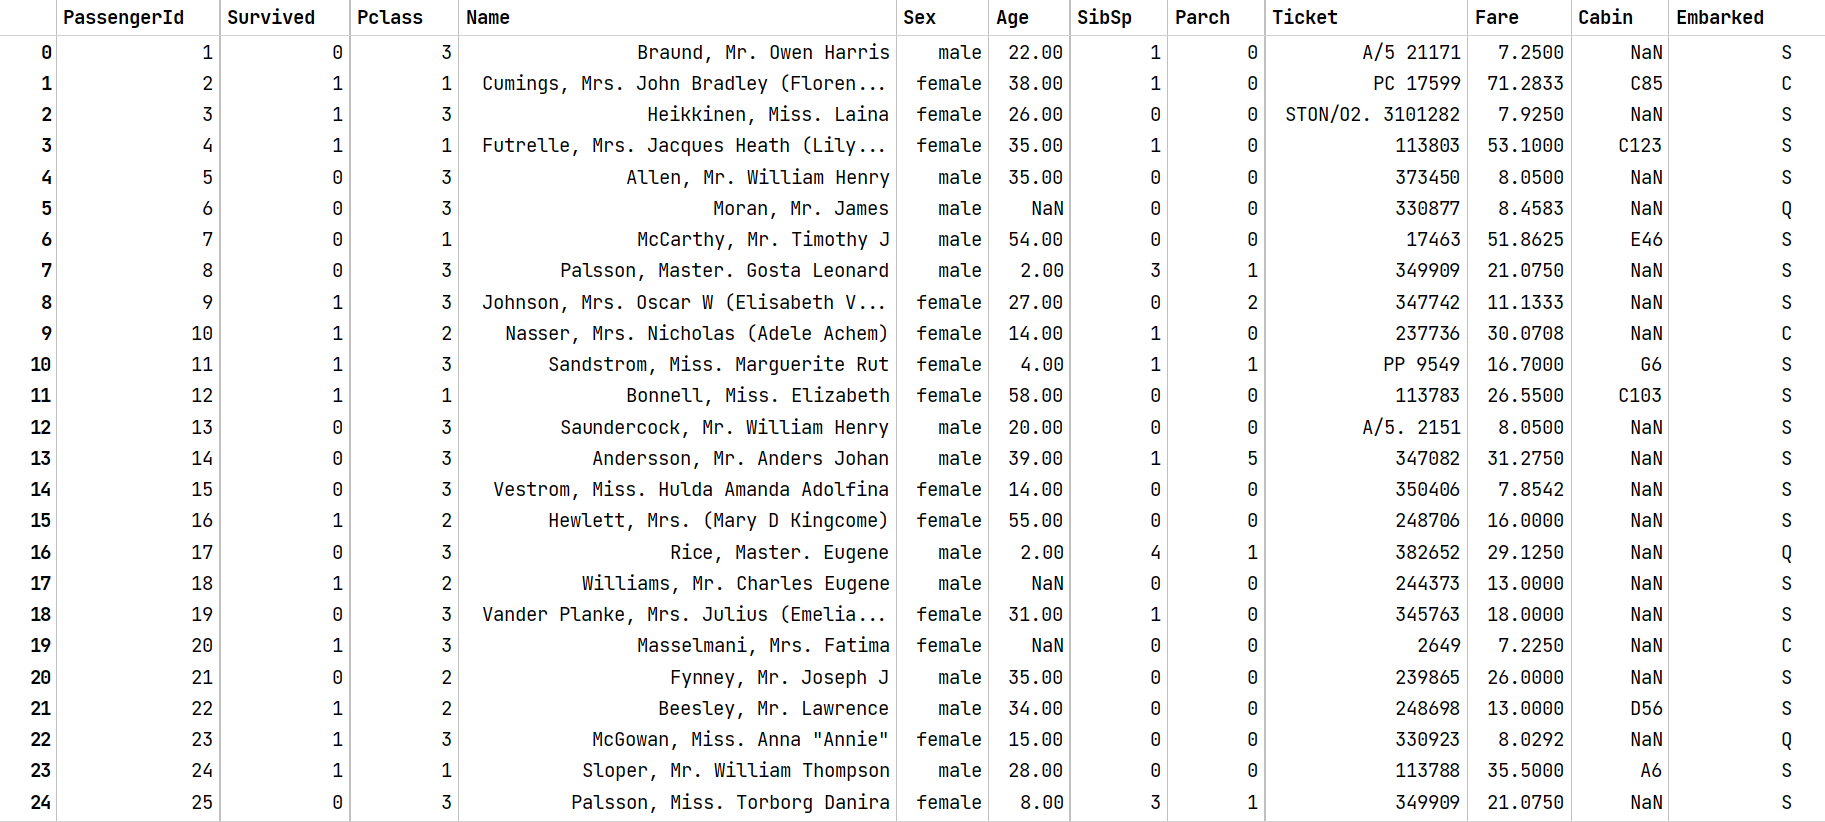 PassengerId Survived Pclass Name Sex Age SibSp Parch Ticket Fare Cabin Embarked
0 1 0 3 Braund, Mr. Owen Harris male 22.00 1 0 A/5 21171 7.2500 NaN S
1 2 1 1 Cumings, Mrs. John Bradley (Floren... female 38.00 1 0 PC 17599 71.2833 C85 C
2 3 1 3 Heikkinen, Miss. Laina female 26.00 0 0 STON/O2. 3101282 7.9250 NaN S
3 4 1 1 Futrelle, Mrs. Jacques Heath (Lily... female 35.00 1 0 113803 53.1000 C123 S
4 5 0 3 Allen, Mr. William Henry male 35.00 0 0 373450 8.0500 NaN S
5 6 0 3 Moran, Mr. James male NaN 0 0 330877 8.4583 NaN Q
6 7 0 1 McCarthy, Mr. Timothy J male 54.00 0 0 17463 51.8625 E46 S
7 8 0 3 Palsson, Master. Gosta Leonard male 2.00 3 1 349909 21.0750 NaN S
8 9 1 3 Johnson, Mrs. Oscar W (Elisabeth V... female 27.00 0 2 347742 11.1333 NaN S
9 10 1 2 Nasser, Mrs. Nicholas (Adele Achem) female 14.00 1 0 237736 30.0708 NaN C
10 11 1 3 Sandstrom, Miss. Marguerite Rut female 4.00 1 1 PP 9549 16.7000 G6 S
11 12 1 1 Bonnell, Miss. Elizabeth female 58.00 0 0 113783 26.5500 C103 S
12 13 0 3 Saundercock, Mr. William Henry male 20.00 0 0 A/5. 2151 8.0500 NaN S
13 14 0 3 Andersson, Mr. Anders Johan male 39.00 1 5 347082 31.2750 NaN S
14 15 0 3 Vestrom, Miss. Hulda Amanda Adolfina female 14.00 0 0 350406 7.8542 NaN S
15 16 1 2 Hewlett, Mrs. (Mary D Kingcome) female 55.00 0 0 248706 16.0000 NaN S
16 17 0 3 Rice, Master. Eugene male 2.00 4 1 382652 29.1250 NaN Q
17 18 1 2 Williams, Mr. Charles Eugene male NaN 0 0 244373 13.0000 NaN S
18 19 0 3 Vander Planke, Mrs. Julius (Emelia... female 31.00 1 0 345763 18.0000 NaN S
19 20 1 3 Masselmani, Mrs. Fatima female NaN 0 0 2649 7.2250 NaN C
20 21 0 2 Fynney, Mr. Joseph J male 35.00 0 0 239865 26.0000 NaN S
21 22 1 2 Beesley, Mr. Lawrence male 34.00 0 0 248698 13.0000 D56 S
22 23 1 3 McGowan, Miss. Anna "Annie" female 15.00 0 0 330923 8.0292 NaN Q
23 24 1 1 Sloper, Mr. William Thompson male 28.00 0 0 113788 35.5000 A6 S
24 25 0 3 Palsson, Miss. Torborg Danira female 8.00 3 1 349909 21.0750 NaN S